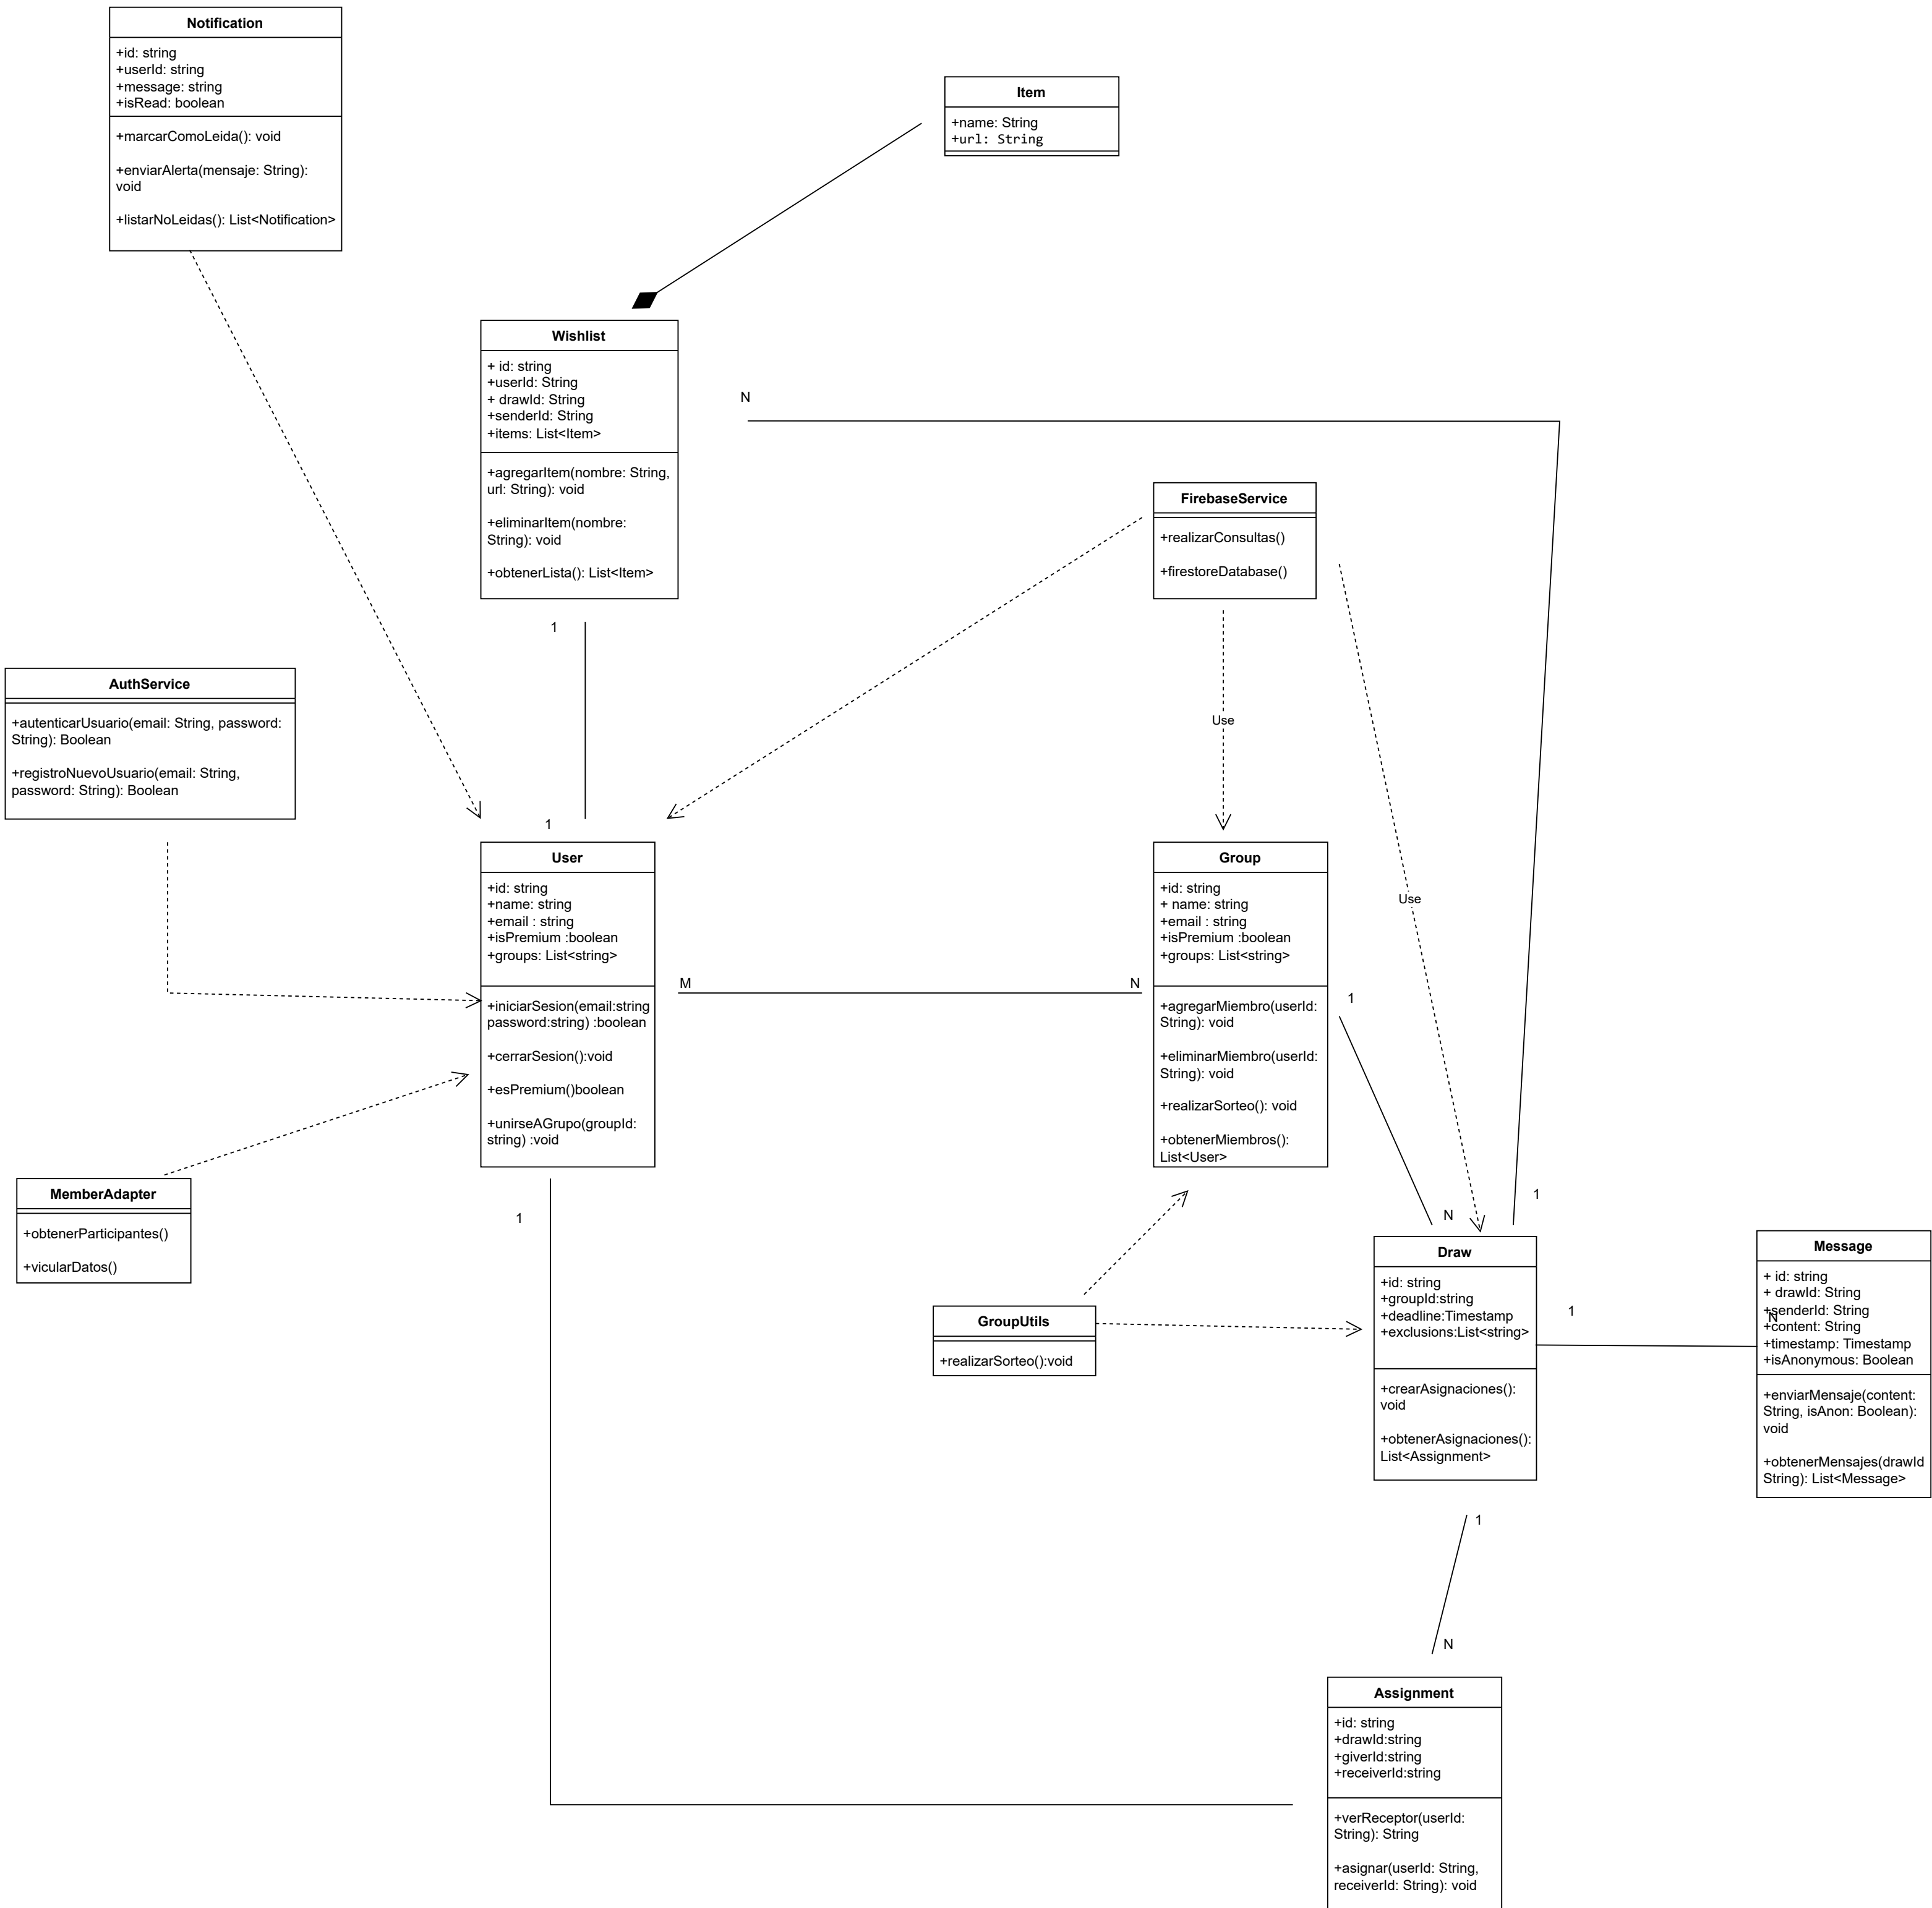 Notification
+id: string
+userId: string
+message: string
+isRead: boolean
+marcarComoLeida(): void
+enviarAlerta(mensaje: String):
void
+listarNoLeidas(): List<Notification>
Item
+name: String
+url: String
Wishlist
+ id: string
+userId: String
+ drawId: String
+senderId: String
+items: List<Item>
+agregarItem(nombre: String,
url: String): void
+eliminarItem(nombre:
String): void
+obtenerLista(): List<Item>
N
FirebaseService
+realizarConsultas()
+firestoreDatabase()
1
AuthService
+autenticarUsuario(email: String, password:
String): Boolean
+registroNuevoUsuario(email: String,
password: String): Boolean
Use
1
User
+id: string
+name: string
+email : string
+isPremium :boolean
+groups: List<string>
+iniciarSesion(email:string
password:string) :boolean
+cerrarSesion():void
+esPremium()boolean
+unirseAGrupo(groupId:
string) :void
Group
+id: string
+ name: string
+email : string
+isPremium :boolean
+groups: List<string>
+agregarMiembro(userId:
String): void
+eliminarMiembro(userId:
String): void
+realizarSorteo(): void
+obtenerMiembros():
List<User>
Use
M
N
1
MemberAdapter
+obtenerParticipantes()
+vicularDatos()
1
1
N
GroupUtils
+realizarSorteo():void
Draw
+id: string
+groupId:string
+deadline:Timestamp
+exclusions:List<string>
+crearAsignaciones():
void
+obtenerAsignaciones():
List<Assignment>
1
N
Message
+ id: string
+ drawId: String
+senderId: String
+content: String
+timestamp: Timestamp
+isAnonymous: Boolean
+enviarMensaje(content:
String, isAnon: Boolean):
void
+obtenerMensajes(drawId
String): List<Message>
1
N
Assignment
+id: string
+drawId:string
+giverId:string
+receiverId:string
+verReceptor(userId:
String): String
+asignar(userId: String,
receiverId: String): void